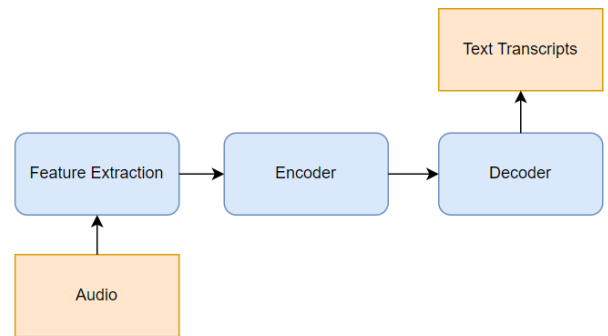 Text Transcripts
Feature Extraction
Encoder
Decoder
Audio